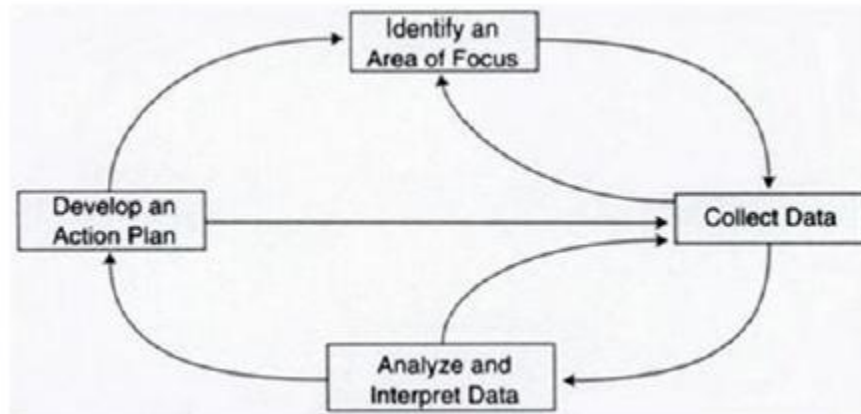 Identify an
Area of Focus
Develop an
Action Plan
Collect Data
Analyze and
Interpret Data